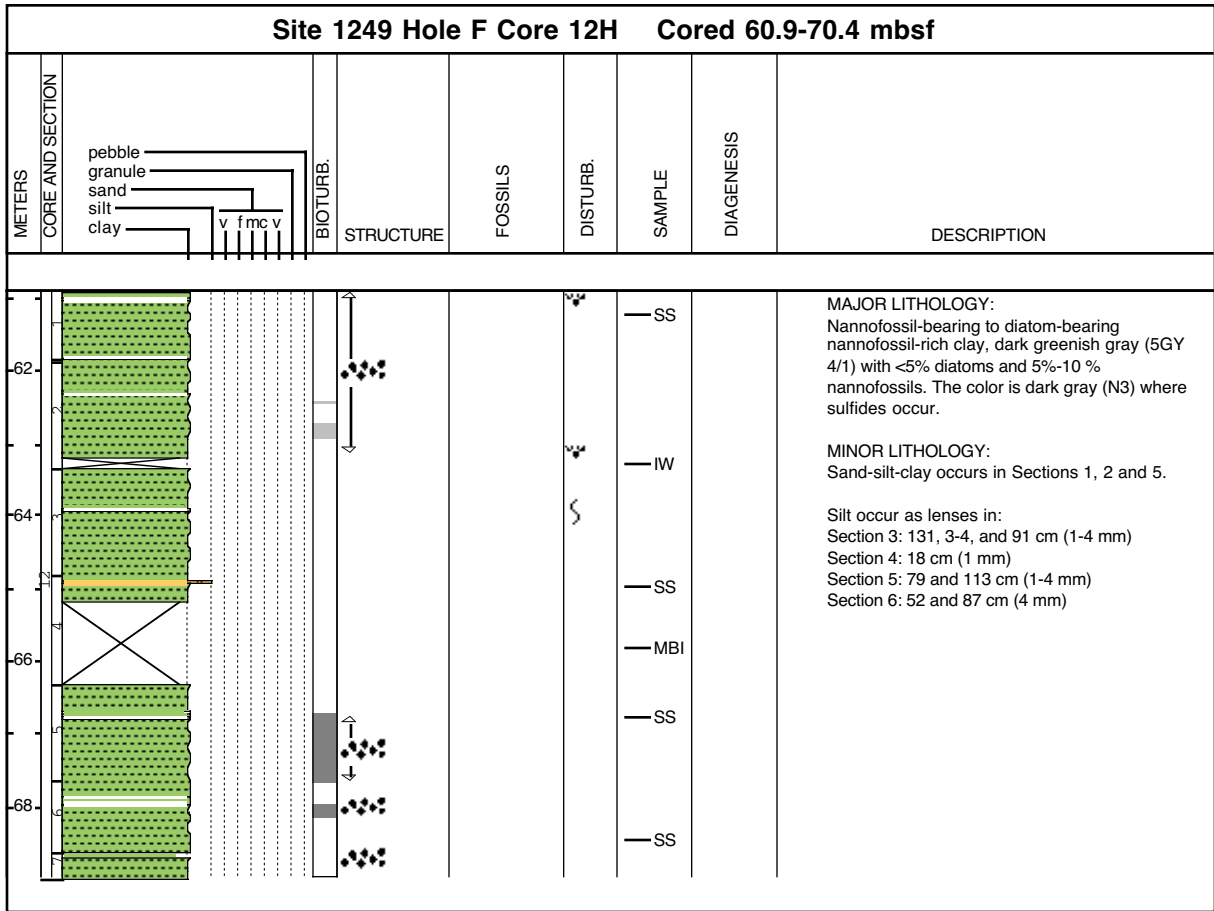 Site 1249 Hole F Core 12H Cored 60.9-70.4 mbsf
METERS
CORE AND SECTION
pebble
granule
sand
silt
v f m c v
clay
BIOTURB.
STRUCTURE
FOSSILS
DISTURB.
SAMPLE
DIAGENESIS
DESCRIPTION
62
64
66
68
12
1
2
3
4
5
6
7
SS
IW
SS
MBI
SS
SS
MAJOR LITHOLOGY:
Nannofossil-bearing to diatom-bearing
nannofossil-rich clay, dark greenish gray (5GY
4/1) with <5% diatoms and 5%-10 %
nannofossils. The color is dark gray (N3) where
sulfides occur.
MINOR LITHOLOGY:
Sand-silt-clay occurs in Sections 1, 2 and 5.
Silt occur as lenses in:
Section 3: 131, 3-4, and 91 cm (1-4 mm)
Section 4: 18 cm (1 mm)
Section 5: 79 and 113 cm (1-4 mm)
Section 6: 52 and 87 cm (4 mm)